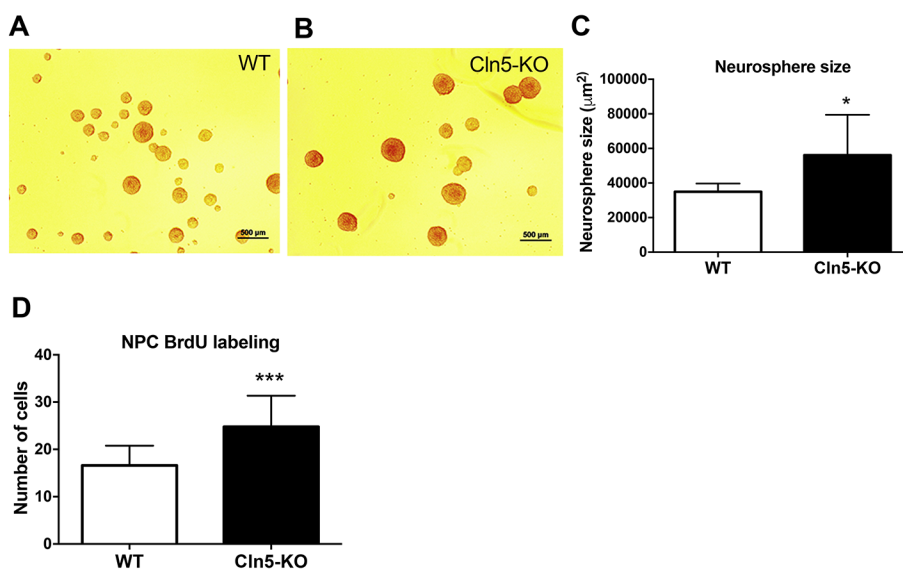 A
WT
500 µm
B
Cln5-KO
500 µm
C
Neurosphere size
Neurosphere size (µm²)
100000
80000
60000
40000
20000
0
*
WT
Cln5-KO
D
NPC BrdU labeling
Number of cells
40
30
20
10
0
***
WT
Cln5-KO